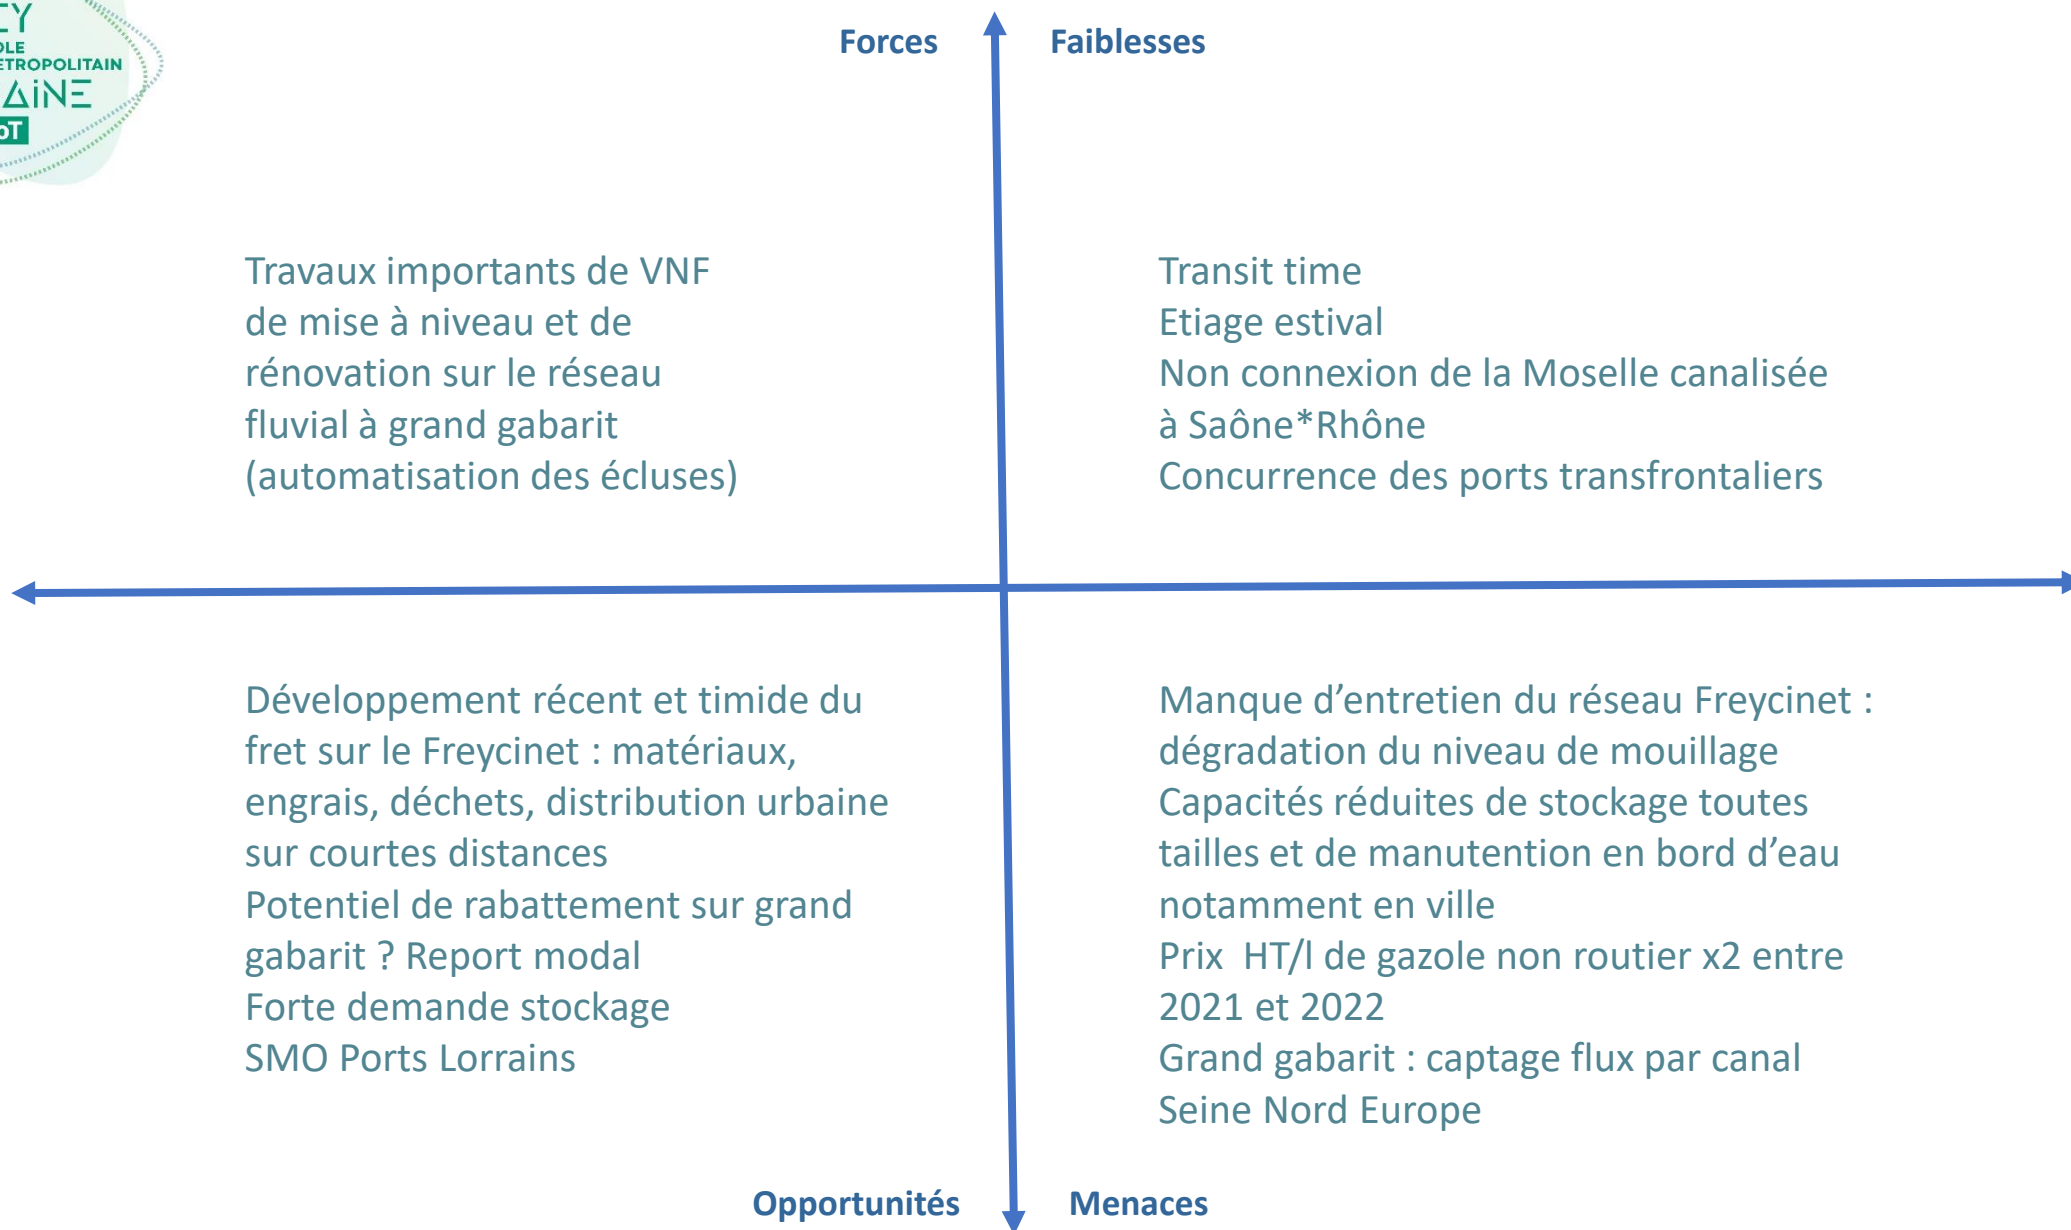 Forces
Faiblesses
METROPOLITAIN
Travaux importants de VNF
de mise à niveau et de
rénovation sur le réseau
fluvial à grand gabarit
(automatisation des écluses)
Transit time
Etiage estival
Non connexion de la Moselle canalisée
à Saône*Rhône
Concurrence des ports transfrontaliers
Développement récent et timide du
fret sur le Freycinet : matériaux,
engrais, déchets, distribution urbaine
sur courtes distances
Potentiel de rabattement sur grand
gabarit ? Report modal
Forte demande stockage
SMO Ports Lorrains
Manque d’entretien du réseau Freycinet :
dégradation du niveau de mouillage
Capacités réduites de stockage toutes
tailles et de manutention en bord d’eau
notamment en ville
Prix  HT/l de gazole non routier x2 entre
2021 et 2022
Grand gabarit : captage flux par canal
Seine Nord Europe
Opportunités
Menaces